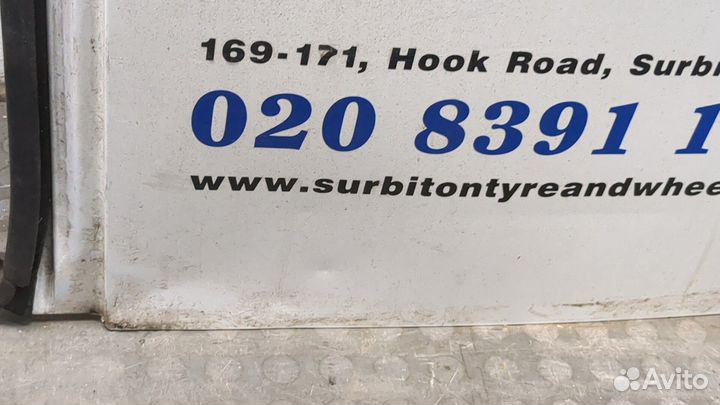 169-171, Hook Road, Surbi
020 8391 1
www.surbitontyreandwhee
Avito